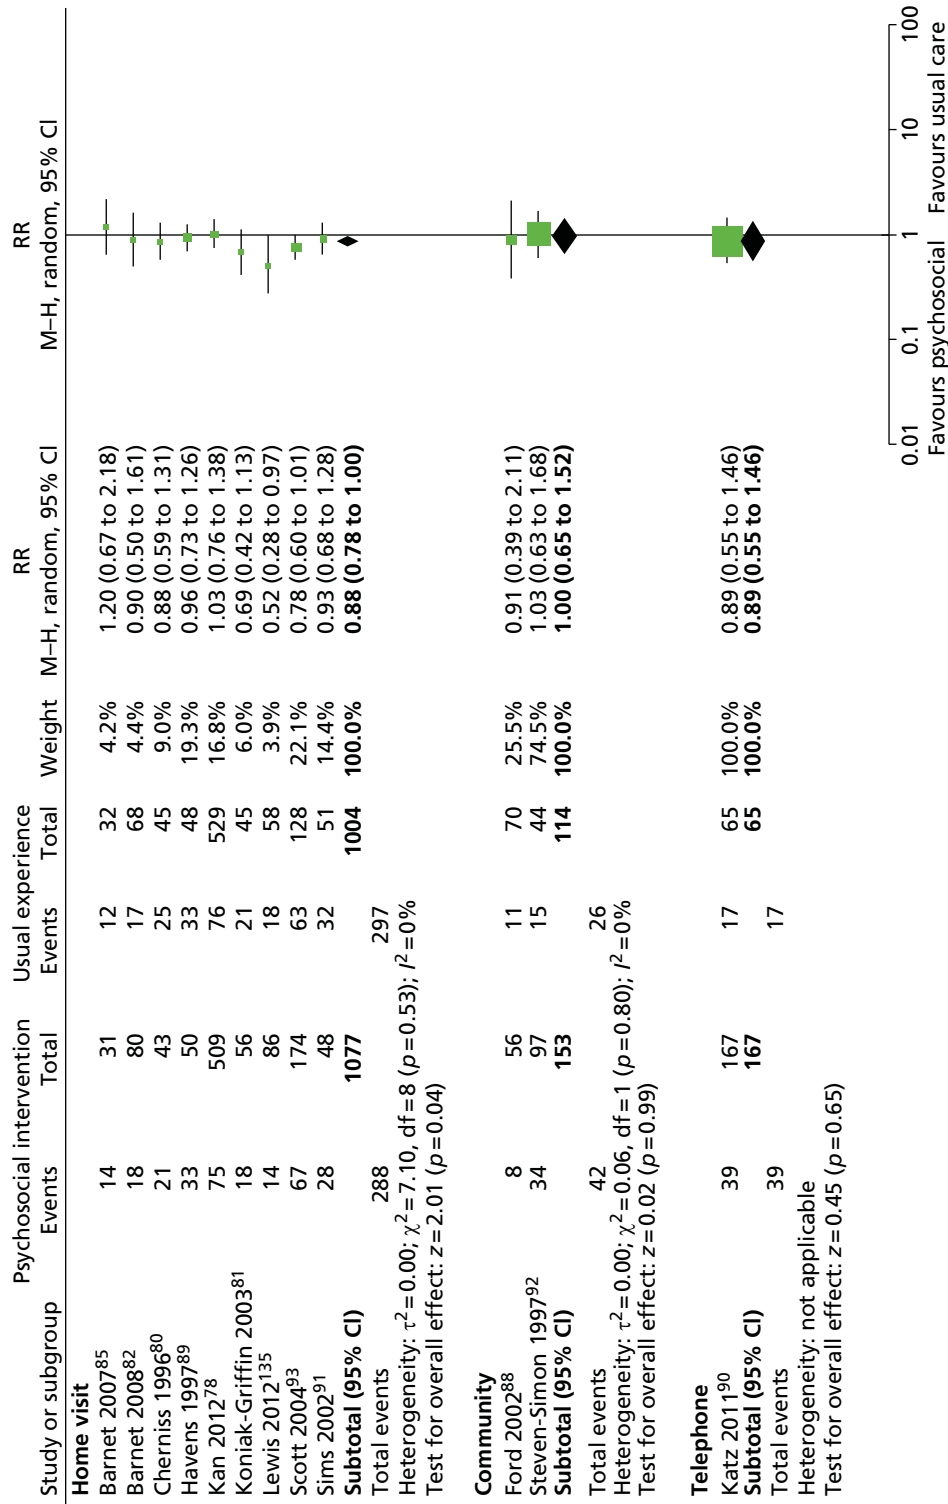 Psychosocial intervention Usual experience RR RR
Study or subgroup Events Total Events Total Weight M–H, random, 95% CI M–H, random, 95% CI
Home visit
Barnet 2007⁸⁵ 14 31 12 32 4.2% 1.20 (0.67 to 2.18)
Barnet 2008⁸² 18 80 17 68 4.4% 0.90 (0.50 to 1.61)
Cherniss 1996⁸⁰ 21 43 25 45 9.0% 0.88 (0.59 to 1.31)
Havens 1997⁸⁹ 33 50 33 48 19.3% 0.96 (0.73 to 1.26)
Kan 2012⁷⁸ 75 509 76 529 16.8% 1.03 (0.76 to 1.38)
Koniak-Griffin 2003⁸¹ 18 56 21 45 6.0% 0.69 (0.42 to 1.13)
Lewis 2012¹³⁵ 14 86 18 58 3.9% 0.52 (0.28 to 0.97)
Scott 2004⁹³ 67 174 63 128 22.1% 0.78 (0.60 to 1.01)
Sims 2002⁹¹ 28 48 32 51 14.4% 0.93 (0.68 to 1.28)
Subtotal (95% CI) 1077 1004 100.0% 0.88 (0.78 to 1.00)
Total events 288 297
Heterogeneity: τ²=0.00; χ²=7.10, df=8 (p=0.53); I²=0%
Test for overall effect: z=2.01 (p=0.04)
Community
Ford 2002⁸⁸ 8 56 11 70 25.5% 0.91 (0.39 to 2.11)
Steven-Simon 1997⁹² 34 97 15 44 74.5% 1.03 (0.63 to 1.68)
Subtotal (95% CI) 153 114 100.0% 1.00 (0.65 to 1.52)
Total events 42 26
Heterogeneity: τ²=0.00; χ²=0.06, df=1 (p=0.80); I²=0%
Test for overall effect: z=0.02 (p=0.99)
Telephone
Katz 2011⁹⁰ 39 167 17 65 100.0% 0.89 (0.55 to 1.46)
Subtotal (95% CI) 167 65 100.0% 0.89 (0.55 to 1.46)
Total events 39 17
Heterogeneity: not applicable
Test for overall effect: z=0.45 (p=0.65)
0.01 0.1 1 10 100
Favours psychosocial Favours usual care